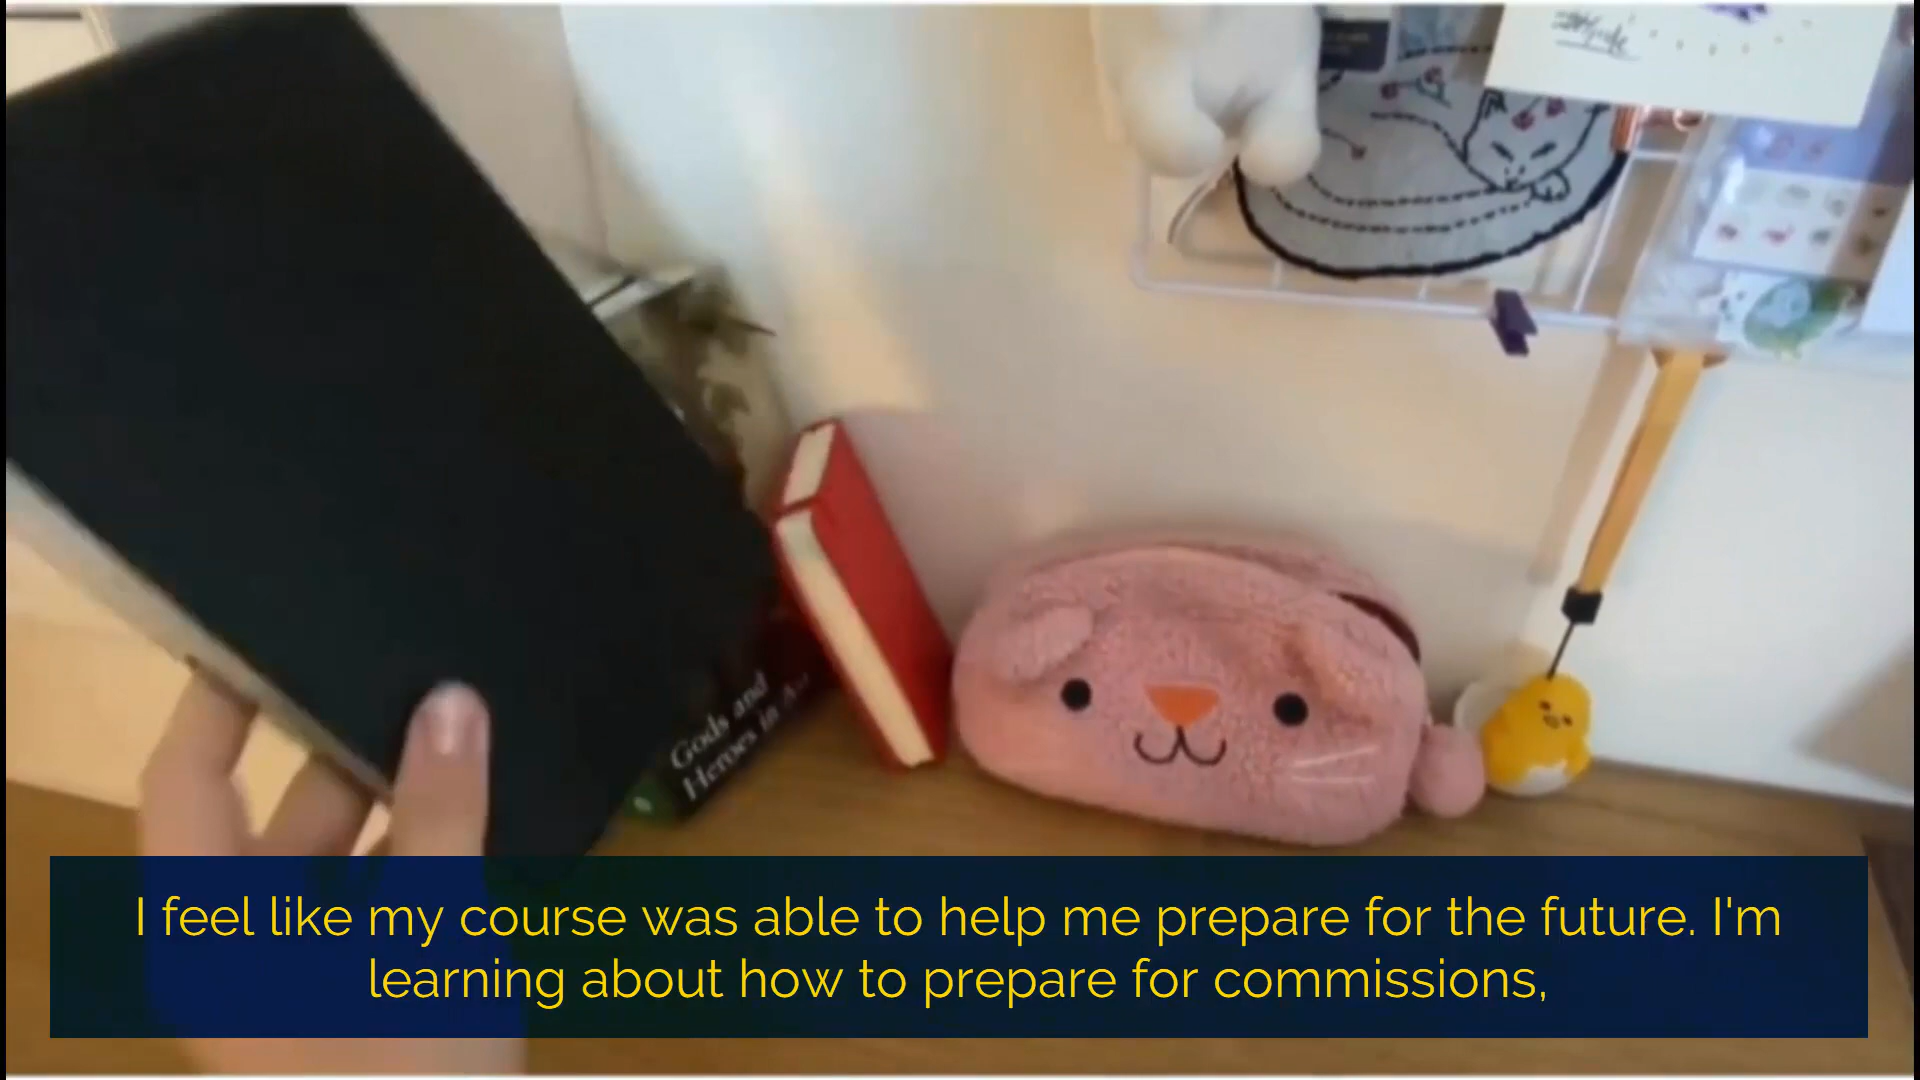 Gods and
Heroes in Art
I feel like my course was able to help me prepare for the future. I'm
learning about how to prepare for commissions,